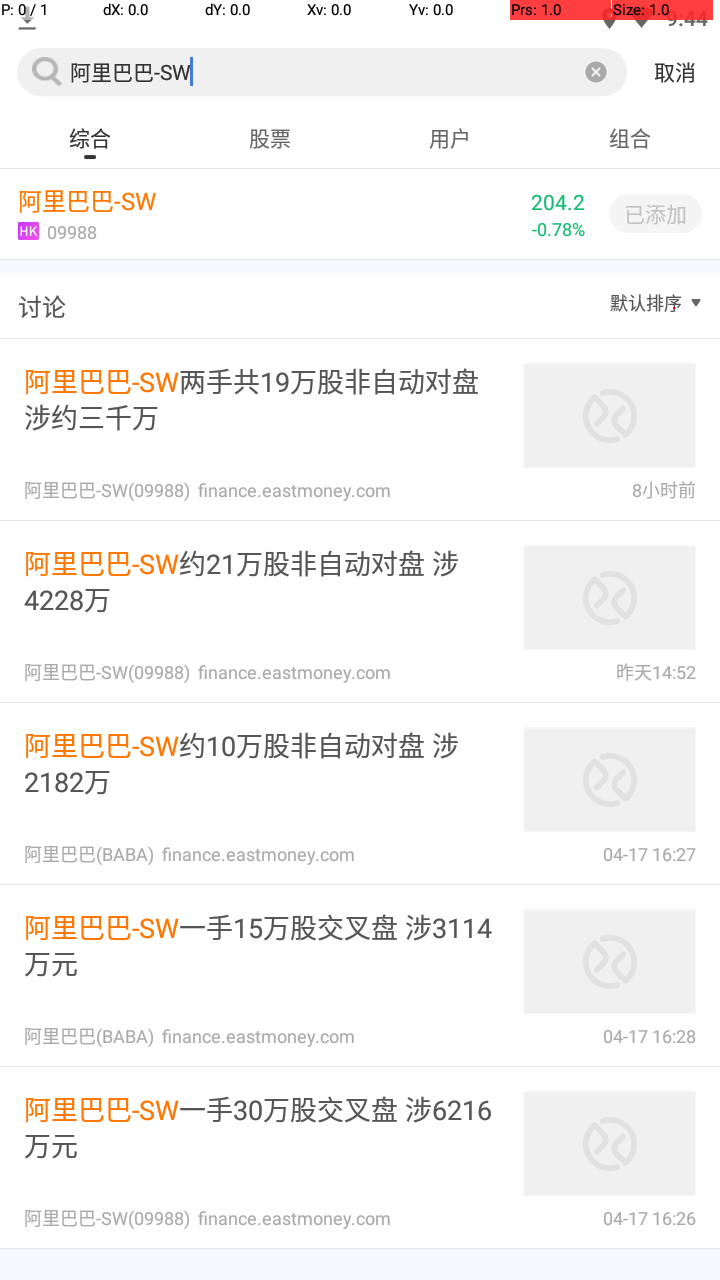 P: 0 / 1 dX: 0.0 dY: 0.0 Xv: 0.0 Yv: 0.0 Prs: 1.0 Size: 1.0
9:44
阿里巴巴-SW 取消
综合 股票 用户 组合
阿里巴巴-SW 204.2 已添加
HK 09988 -0.78%
讨论 默认排序
阿里巴巴-SW两手共19万股非自动对盘
涉约三千万
阿里巴巴-SW(09988) finance.eastmoney.com 8小时前
阿里巴巴-SW约21万股非自动对盘 涉
4228万
阿里巴巴-SW(09988) finance.eastmoney.com 昨天14:52
阿里巴巴-SW约10万股非自动对盘 涉
2182万
阿里巴巴(BABA) finance.eastmoney.com 04-17 16:27
阿里巴巴-SW一手15万股交叉盘 涉3114
万元
阿里巴巴(BABA) finance.eastmoney.com 04-17 16:28
阿里巴巴-SW一手30万股交叉盘 涉6216
万元
阿里巴巴-SW(09988) finance.eastmoney.com 04-17 16:26